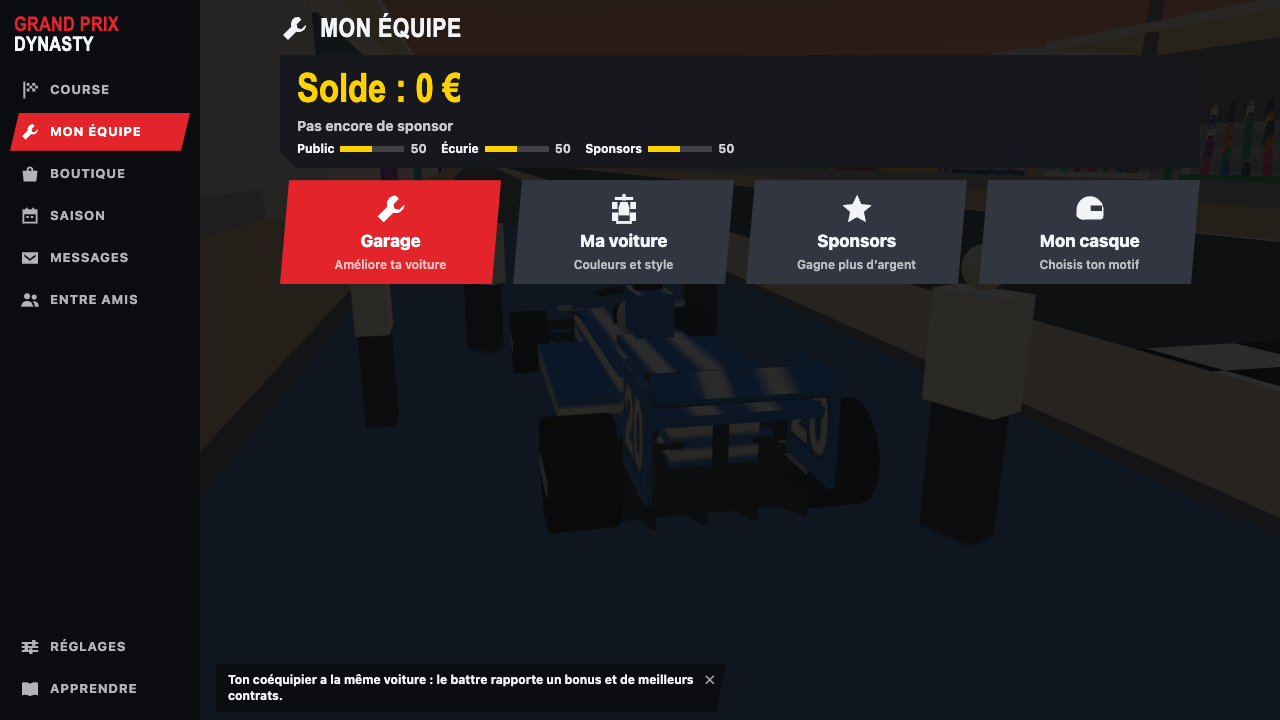 GRAND PRIX
DYNASTY
COURSE
MON ÉQUIPE
BOUTIQUE
SAISON
MESSAGES
ENTRE AMIS
RÉGLAGES
APPRENDRE
MON ÉQUIPE
Solde : 0 €
Pas encore de sponsor
Public 50 Écurie 50 Sponsors 50
Garage
Améliore ta voiture
Ma voiture
Couleurs et style
Sponsors
Gagne plus d'argent
Mon casque
Choisis ton motif
20
20
Ton coéquipier a la même voiture : le battre rapporte un bonus et de meilleurs
contrats.